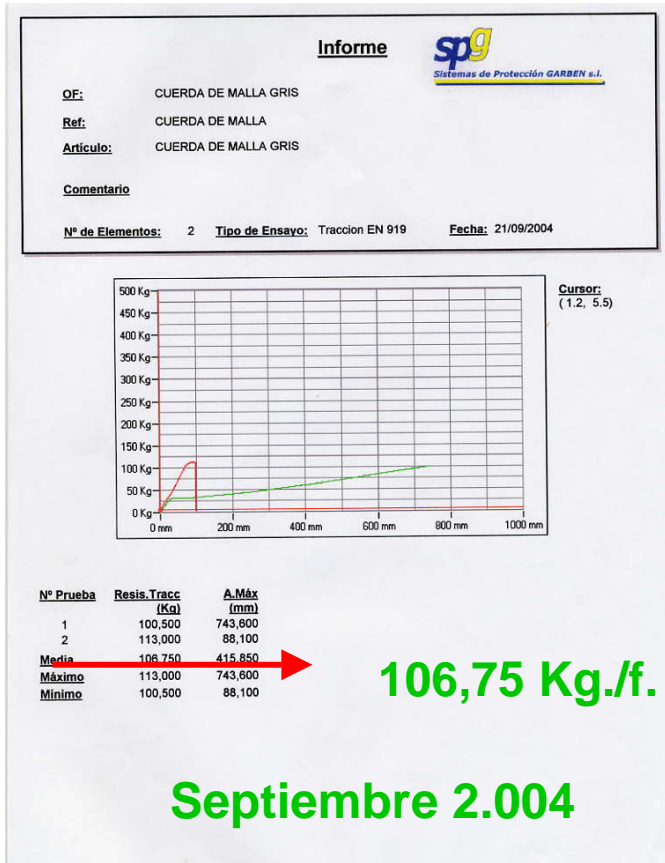 Informe
spg
Sistemas de Protección GARBEN s.l.
OF: CUERDA DE MALLA GRIS
Ref: CUERDA DE MALLA
Artículo: CUERDA DE MALLA GRIS
Comentario
Nº de Elementos: 2 Tipo de Ensayo: Traccion EN 919 Fecha: 21/09/2004
Cursor:
( 1.2, 5.5)
500 Kg
450 Kg
400 Kg
350 Kg
300 Kg
250 Kg
200 Kg
150 Kg
100 Kg
50 Kg
0 Kg
0 mm 200 mm 400 mm 600 mm 800 mm 1000 mm
Nº Prueba Resis.Tracc A.Máx
(Kg) (mm)
1 100,500 743,600
2 113,000 88,100
Media 106,750 415,850
Máximo 113,000 743,600
Mínimo 100,500 88,100
106,75 Kg./f.
Septiembre 2.004